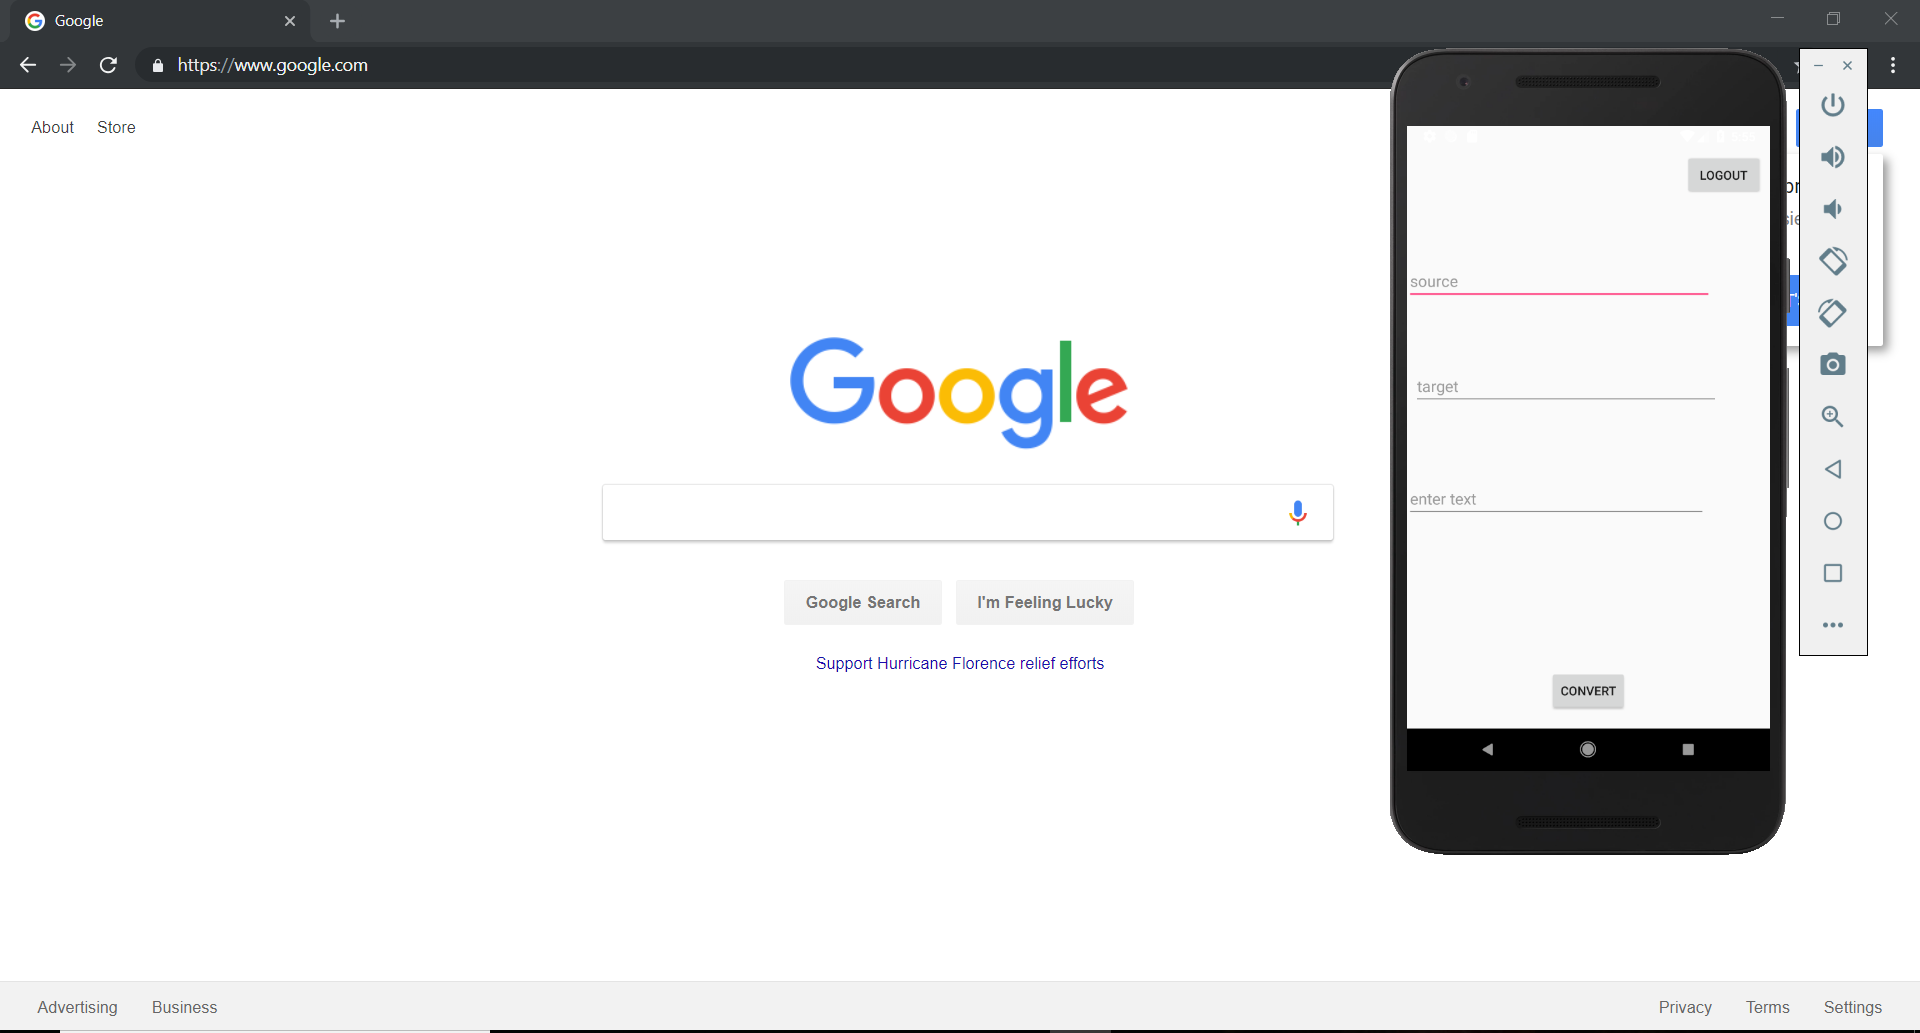 Google
https://www.google.com
About Store
LOGOUT
source
Google
target
enter text
Google Search I'm Feeling Lucky
Support Hurricane Florence relief efforts
CONVERT
Advertising Business
Privacy Terms Settings